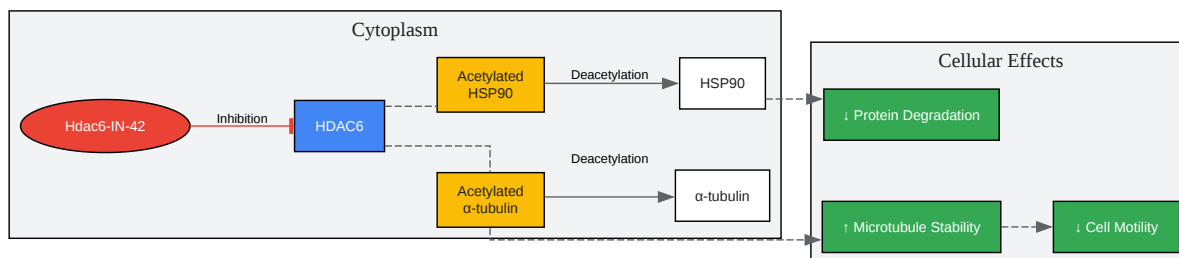 Cytoplasm
Hdac6-IN-42
Inhibition
HDAC6
Acetylated
HSP90
Deacetylation
HSP90
Acetylated
α-tubulin
Deacetylation
α-tubulin
Cellular Effects
↓ Protein Degradation
↑ Microtubule Stability
↓ Cell Motility